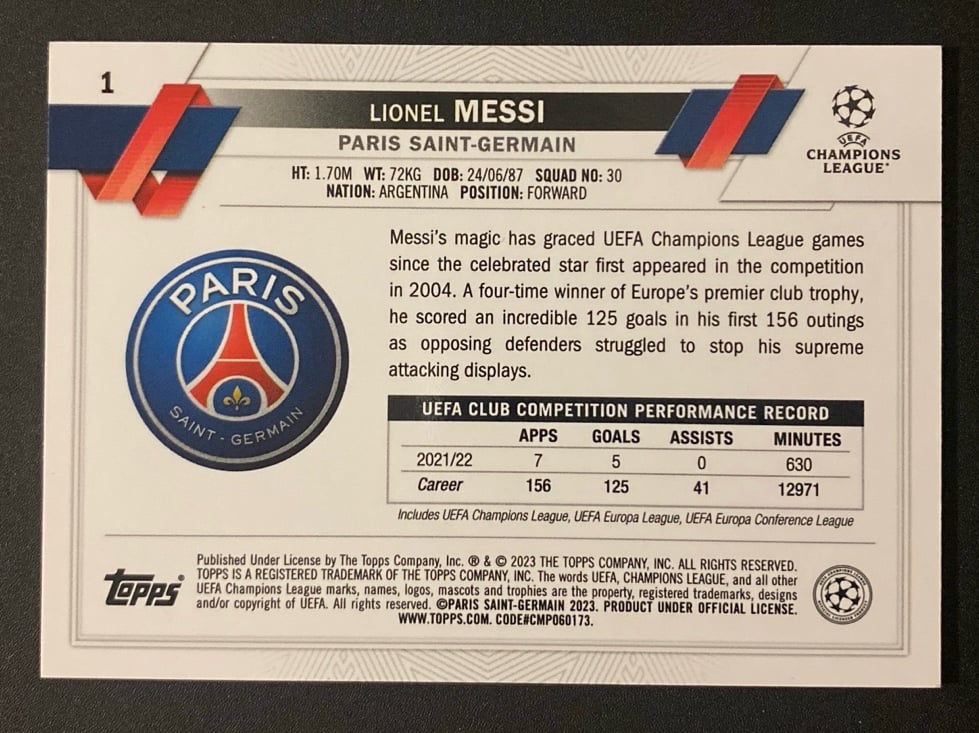 1
LIONEL MESSI
PARIS SAINT-GERMAIN
HT: 1.70M WT: 72KG DOB: 24/06/87 SQUAD NO: 30
NATION: ARGENTINA POSITION: FORWARD
UEFA
CHAMPIONS
LEAGUE®
PARIS
SAINT - GERMAIN
Messi's magic has graced UEFA Champions League games
since the celebrated star first appeared in the competition
in 2004. A four-time winner of Europe's premier club trophy,
he scored an incredible 125 goals in his first 156 outings
as opposing defenders struggled to stop his supreme
attacking displays.
UEFA CLUB COMPETITION PERFORMANCE RECORD
APPS GOALS ASSISTS MINUTES
2021/22 7 5 0 630
Career 156 125 41 12971
Includes UEFA Champions League, UEFA Europa League, UEFA Europa Conference League
Topps®
Published Under License by The Topps Company, Inc. ® & © 2023 THE TOPPS COMPANY, INC. ALL RIGHTS RESERVED.
TOPPS IS A REGISTERED TRADEMARK OF THE TOPPS COMPANY, INC. The words UEFA, CHAMPIONS LEAGUE, and all other
UEFA Champions League marks, names, logos, mascots and trophies are the property, registered trademarks, designs
and/or copyright of UEFA. All rights reserved. ©PARIS SAINT-GERMAIN 2023. PRODUCT UNDER OFFICIAL LICENSE.
WWW.TOPPS.COM. CODE#CMP060173.